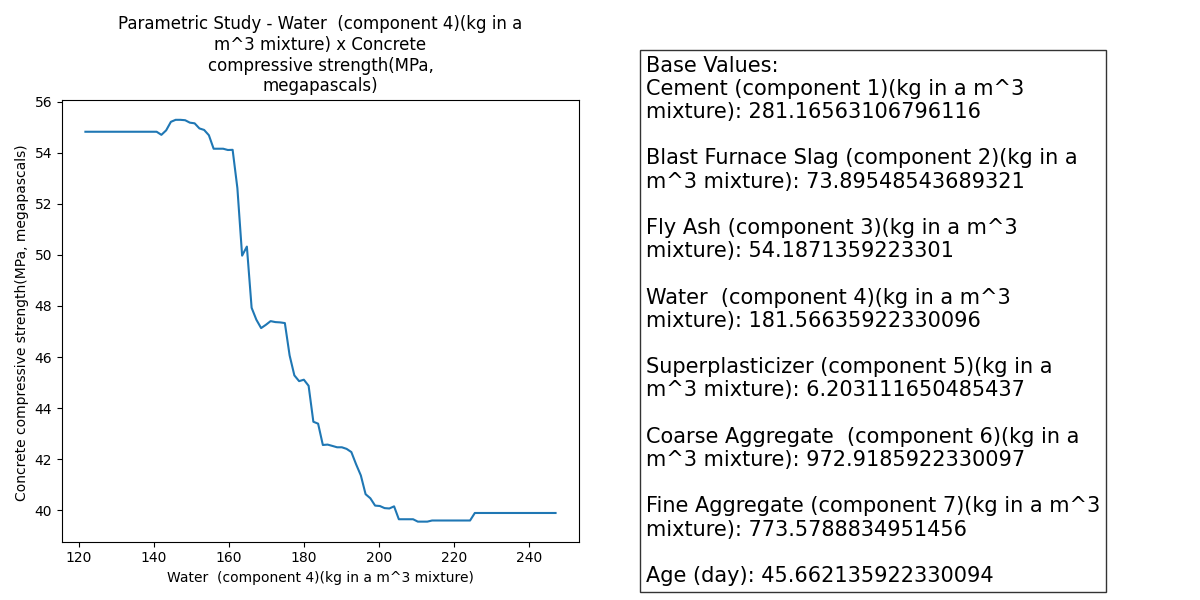 Parametric Study - Water  (component 4)(kg in a
m^3 mixture) x Concrete
compressive strength(MPa,
megapascals)
Concrete compressive strength(MPa, megapascals)
56
54
52
50
48
46
44
42
40
120
140
160
180
200
220
240
Water  (component 4)(kg in a m^3 mixture)
Base Values:
Cement (component 1)(kg in a m^3
mixture): 281.16563106796116
Blast Furnace Slag (component 2)(kg in a
m^3 mixture): 73.89548543689321
Fly Ash (component 3)(kg in a m^3
mixture): 54.1871359223301
Water  (component 4)(kg in a m^3
mixture): 181.56635922330096
Superplasticizer (component 5)(kg in a
m^3 mixture): 6.203111650485437
Coarse Aggregate  (component 6)(kg in a
m^3 mixture): 972.9185922330097
Fine Aggregate (component 7)(kg in a m^3
mixture): 773.5788834951456
Age (day): 45.662135922330094